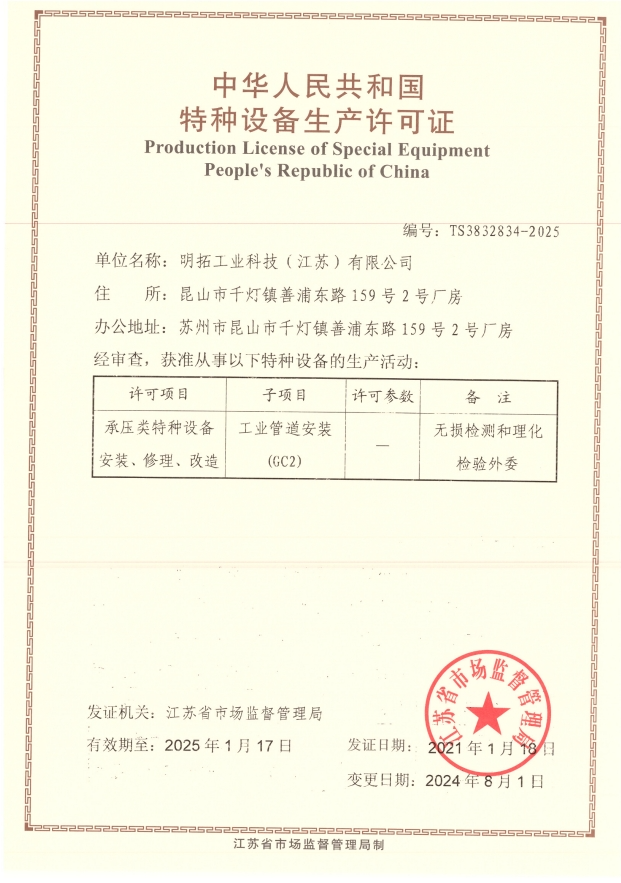 中华人民共和国
特种设备生产许可证
Production License of Special Equipment
People's Republic of China
编号：TS3832834-2025
单位名称：明拓工业科技（江苏）有限公司
住　　所：昆山市千灯镇善浦东路159号2号厂房
办公地址：苏州市昆山市千灯镇善浦东路159号2号厂房
经审查，获准从事以下特种设备的生产活动：
许可项目 子项目 许可参数 备　注
承压类特种设备 工业管道安装 — 无损检测和理化
安装、修理、改造 (GC2) 检验外委
江苏省市场监督管理局
发证机关：江苏省市场监督管理局
有效期至：2025年1月17日 发证日期：2021年1月18日
变更日期：2024年8月1日
江苏省市场监督管理局制